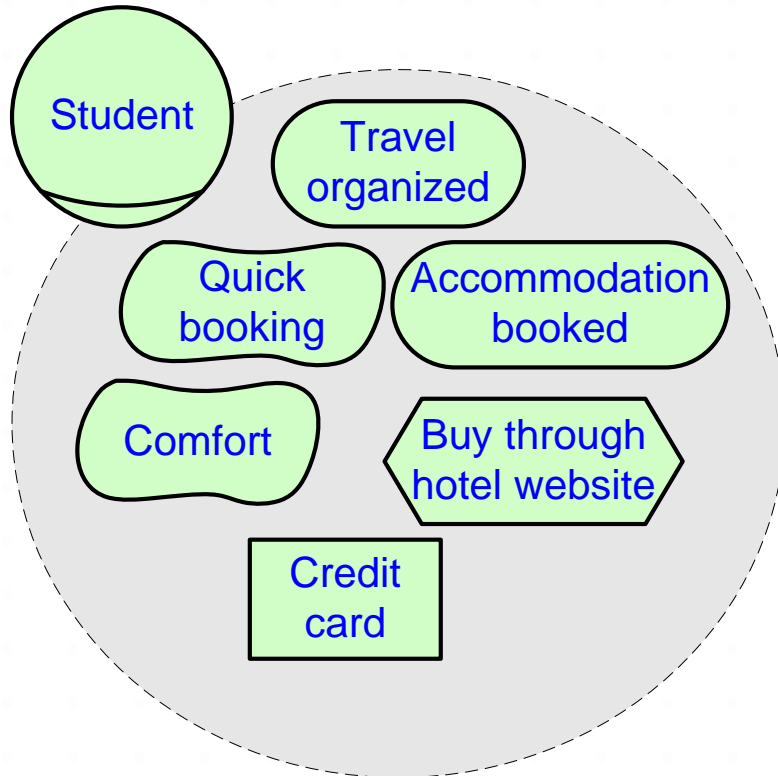 Student
Travel
organized
Quick
booking
Accommodation
booked
Comfort
Buy through
hotel website
Credit
card